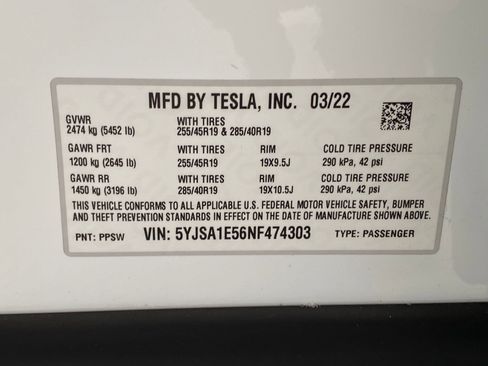 MFD BY TESLA, INC. 03/22
GVWR WITH TIRES
2474 kg (5452 lb) 255/45R19 & 285/40R19
GAWR FRT WITH TIRES RIM COLD TIRE PRESSURE
1200 kg (2645 lb) 255/45R19 19X9.5J 290 kPa, 42 psi
GAWR RR WITH TIRES RIM COLD TIRE PRESSURE
1450 kg (3196 lb) 285/40R19 19X10.5J 290 kPa, 42 psi
THIS VEHICLE CONFORMS TO ALL APPLICABLE U.S. FEDERAL MOTOR VEHICLE SAFETY, BUMPER
AND THEFT PREVENTION STANDARDS IN EFFECT ON THE DATE OF MANUFACTURE SHOWN ABOVE.
PNT: PPSW VIN: 5YJSA1E56NF474303 TYPE: PASSENGER